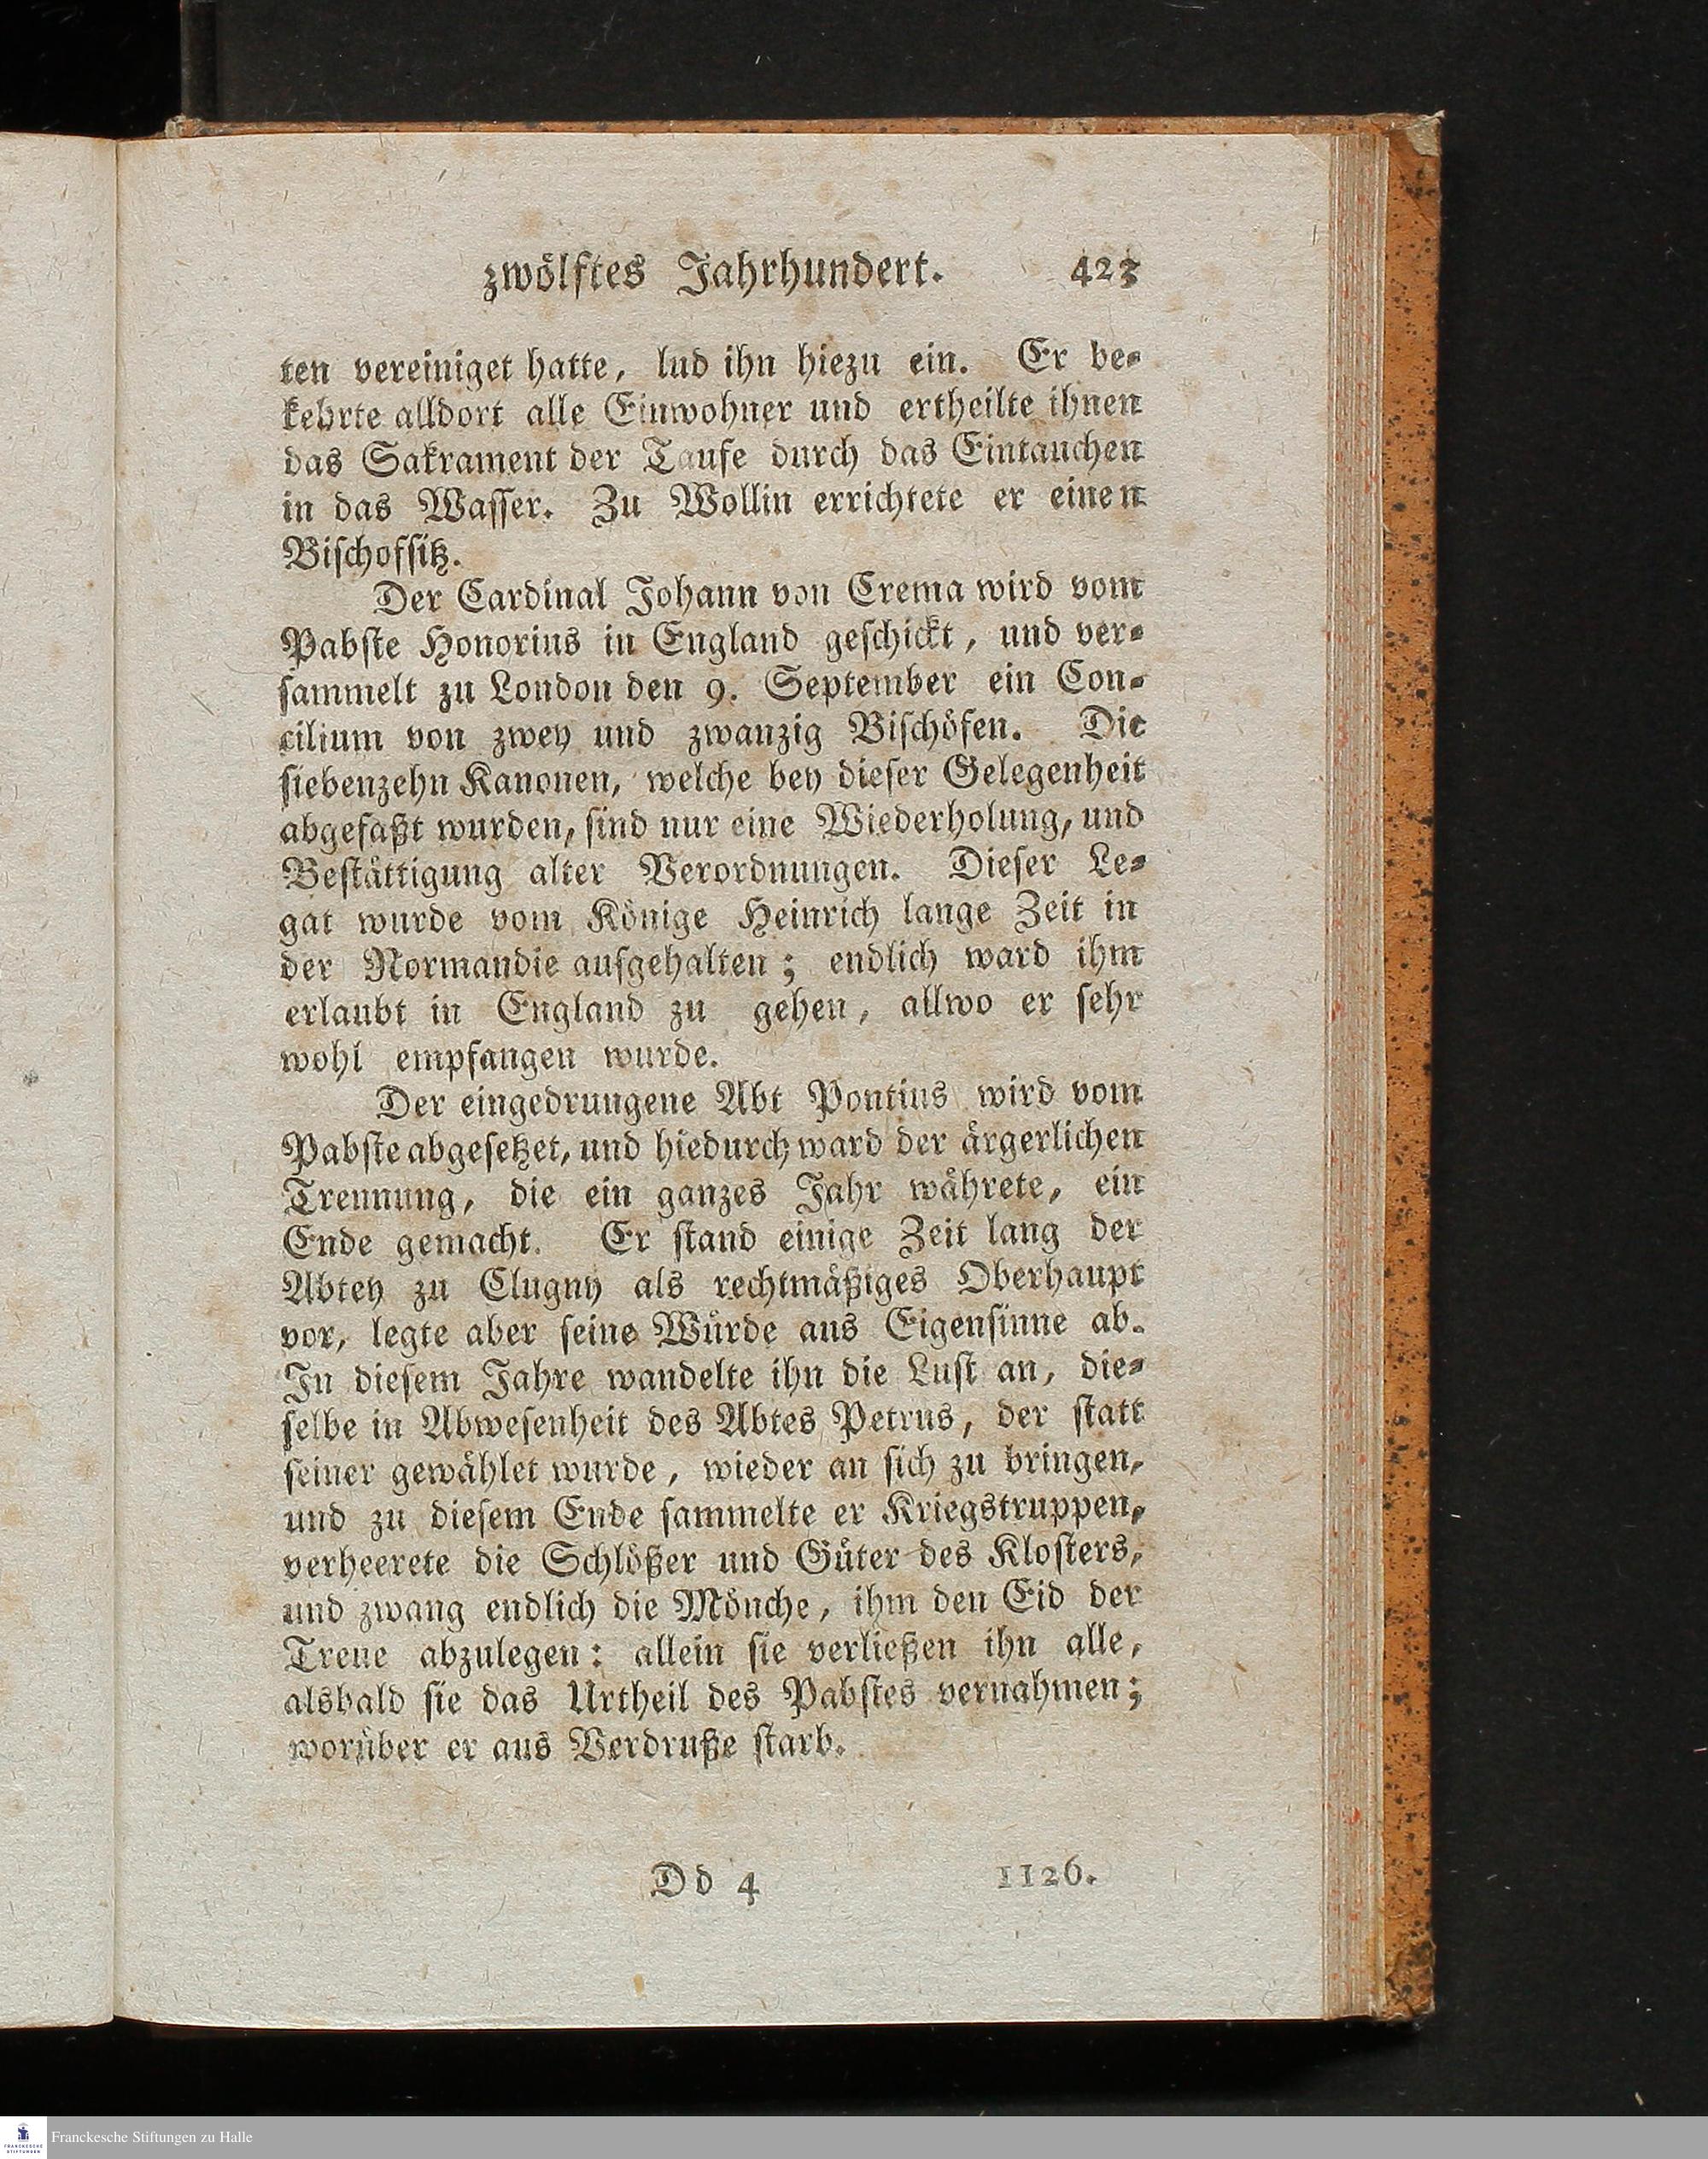 zwölftes Jahrhundert. 423
ten vereiniget hatte, lud ihn hiezu ein. Er be-
kehrte alldort alle Einwohner und ertheilte ihnen
das Sakrament der Taufe durch das Eintauchen
in das Wasser. Zu Wollin errichtete er einen
Bischofsitz.
Der Cardinal Johann von Crema wird vom
Pabste Honorius in England geschickt, und ver-
sammelt zu London den 9. September ein Con-
cilium von zwey und zwanzig Bischöfen. Die
siebenzehn Kanonen, welche bey dieser Gelegenheit
abgefaßt wurden, sind nur eine Wiederholung, und
Bestättigung alter Verordnungen. Dieser Le-
gat wurde vom Könige Heinrich lange Zeit in
der Normandie aufgehalten; endlich ward ihm
erlaubt in England zu gehen, allwo er sehr
wohl empfangen wurde.
Der eingedrungene Abt Pontius wird vom
Pabste abgesetzet, und hiedurch ward der ärgerlichen
Trennung, die ein ganzes Jahr währete, ein
Ende gemacht. Er stand einige Zeit lang der
Abtey zu Clugny als rechtmäßiges Oberhaupt
vor, legte aber seine Würde aus Eigensinne ab.
In diesem Jahre wandelte ihn die Lust an, die-
selbe in Abwesenheit des Abtes Petrus, der statt
seiner gewählet wurde, wieder an sich zu bringen,
und zu diesem Ende sammelte er Kriegstruppen,
verheerete die Schlößer und Güter des Klosters,
und zwang endlich die Mönche, ihm den Eid der
Treue abzulegen: allein sie verließen ihn alle,
alsbald sie das Urtheil des Pabstes vernahmen;
worüber er aus Verdruße starb.
Dd 4 1126.
FRANCKESCHE
STIFTUNGEN
Franckesche Stiftungen zu Halle